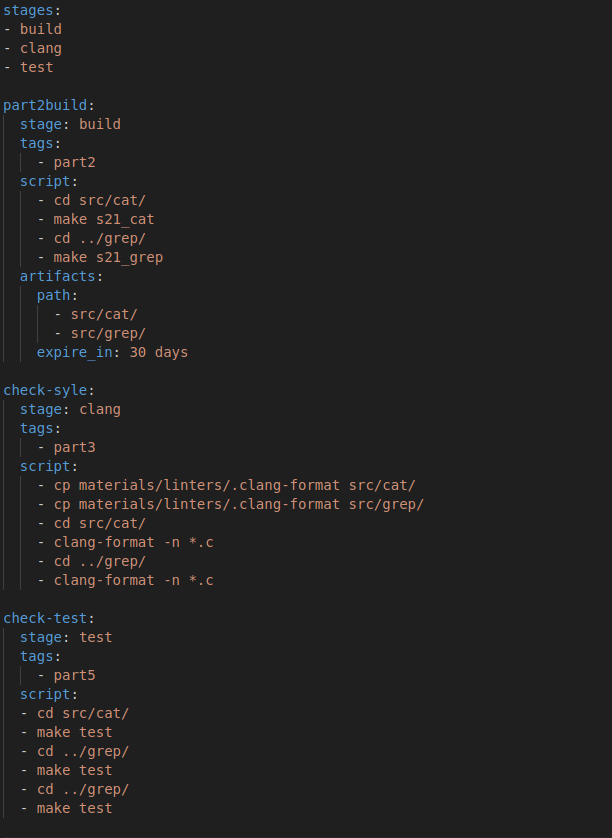 stages:
- build
- clang
- test

part2build:
  stage: build
  tags:
    - part2
  script:
    - cd src/cat/
    - make s21_cat
    - cd ../grep/
    - make s21_grep
  artifacts:
    path:
      - src/cat/
      - src/grep/
    expire_in: 30 days

check-syle:
  stage: clang
  tags:
    - part3
  script:
    - cp materials/linters/.clang-format src/cat/
    - cp materials/linters/.clang-format src/grep/
    - cd src/cat/
    - clang-format -n *.c
    - cd ../grep/
    - clang-format -n *.c

check-test:
  stage: test
  tags:
    - part5
  script:
  - cd src/cat/
  - make test
  - cd ../grep/
  - make test
  - cd ../grep/
  - make test